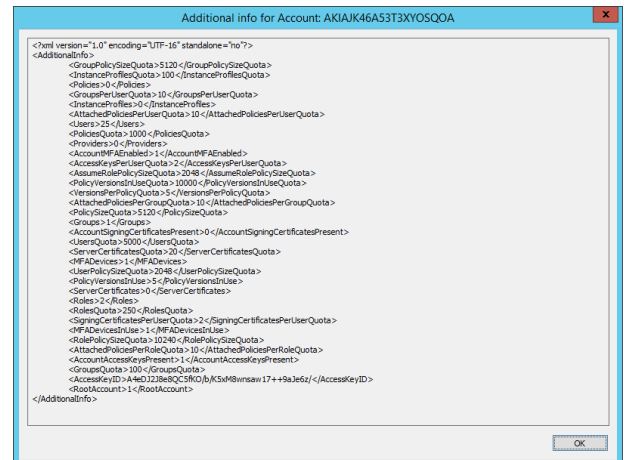 Additional info for Account: AKIAJK46A53T3XYOSQOA
x
<?xml version="1.0" encoding="UTF-16" standalone="no"?>
<AdditionalInfo>
<GroupPolicySizeQuota>5120</GroupPolicySizeQuota>
<InstanceProfilesQuota>100</InstanceProfilesQuota>
<Policies>0</Policies>
<GroupsPerUserQuota>10</GroupsPerUserQuota>
<InstanceProfiles>0</InstanceProfiles>
<AttachedPoliciesPerUserQuota>10</AttachedPoliciesPerUserQuota>
<Users>25</Users>
<PoliciesQuota>1000</PoliciesQuota>
<Providers>0</Providers>
<AccountMFAEnabled>1</AccountMFAEnabled>
<AccessKeysPerUserQuota>2</AccessKeysPerUserQuota>
<AssumeRolePolicySizeQuota>2048</AssumeRolePolicySizeQuota>
<PolicyVersionsInUseQuota>10000</PolicyVersionsInUseQuota>
<VersionsPerPolicyQuota>5</VersionsPerPolicyQuota>
<AttachedPoliciesPerGroupQuota>10</AttachedPoliciesPerGroupQuota>
<PolicySizeQuota>5120</PolicySizeQuota>
<Groups>1</Groups>
<AccountSigningCertificatesPresent>0</AccountSigningCertificatesPresent>
<UsersQuota>5000</UsersQuota>
<ServerCertificatesQuota>20</ServerCertificatesQuota>
<MFADevices>1</MFADevices>
<UserPolicySizeQuota>2048</UserPolicySizeQuota>
<PolicyVersionsInUse>5</PolicyVersionsInUse>
<ServerCertificates>0</ServerCertificates>
<Roles>2</Roles>
<RolesQuota>250</RolesQuota>
<SigningCertificatesPerUserQuota>2</SigningCertificatesPerUserQuota>
<MFADevicesInUse>1</MFADevicesInUse>
<RolePolicySizeQuota>10240</RolePolicySizeQuota>
<AttachedPoliciesPerRoleQuota>10</AttachedPoliciesPerRoleQuota>
<AccountAccessKeysPresent>1</AccountAccessKeysPresent>
<GroupsQuota>100</GroupsQuota>
<AccessKeyID>A4eDJ2J8e8QC5fKO/b/K5xM8wnsaw17++9aJe6z/</AccessKeyID>
<RootAccount>1</RootAccount>
</AdditionalInfo>
OK